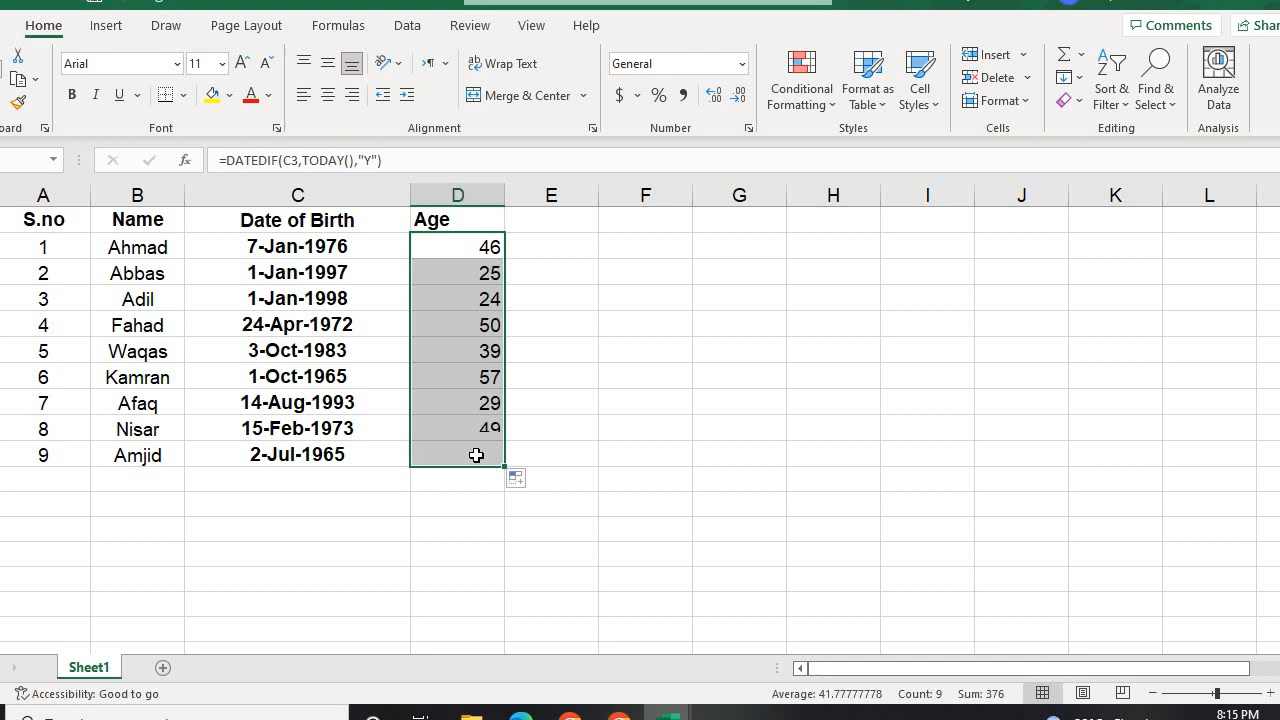 Home Insert Draw Page Layout Formulas Data Review View Help Comments
Arial 11 Wrap Text General Insert
B I U Merge & Center $ % Conditional Formatting Format as Table Cell Styles Delete Format Sort & Filter Find & Select Analyze Data
Font Alignment Number Styles Cells Editing Analysis
fx =DATEDIF(C3,TODAY(),"Y")
A B C D E F G H I J K L
S.no Name Date of Birth Age
1 Ahmad 7-Jan-1976 46
2 Abbas 1-Jan-1997 25
3 Adil 1-Jan-1998 24
4 Fahad 24-Apr-1972 50
5 Waqas 3-Oct-1983 39
6 Kamran 1-Oct-1965 57
7 Afaq 14-Aug-1993 29
8 Nisar 15-Feb-1973 49
9 Amjid 2-Jul-1965
Sheet1
Accessibility: Good to go Average: 41.77777778 Count: 9 Sum: 376
8:15 PM